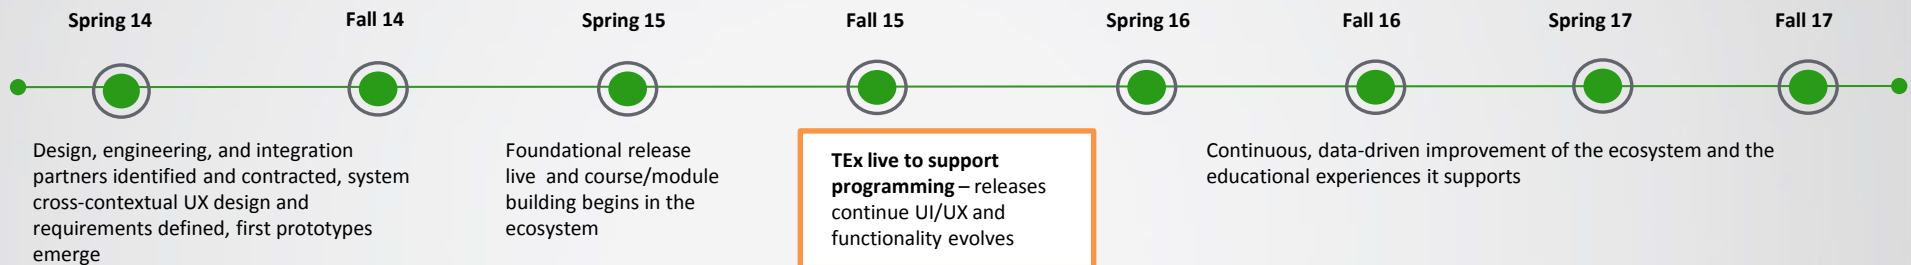 Spring 14 Fall 14 Spring 15 Fall 15 Spring 16 Fall 16 Spring 17 Fall 17
Design, engineering, and integration
partners identified and contracted, system
cross-contextual UX design and
requirements defined, first prototypes
emerge
Foundational release
live and course/module
building begins in the
ecosystem
TEx live to support
programming – releases
continue UI/UX and
functionality evolves
Continuous, data-driven improvement of the ecosystem and the
educational experiences it supports